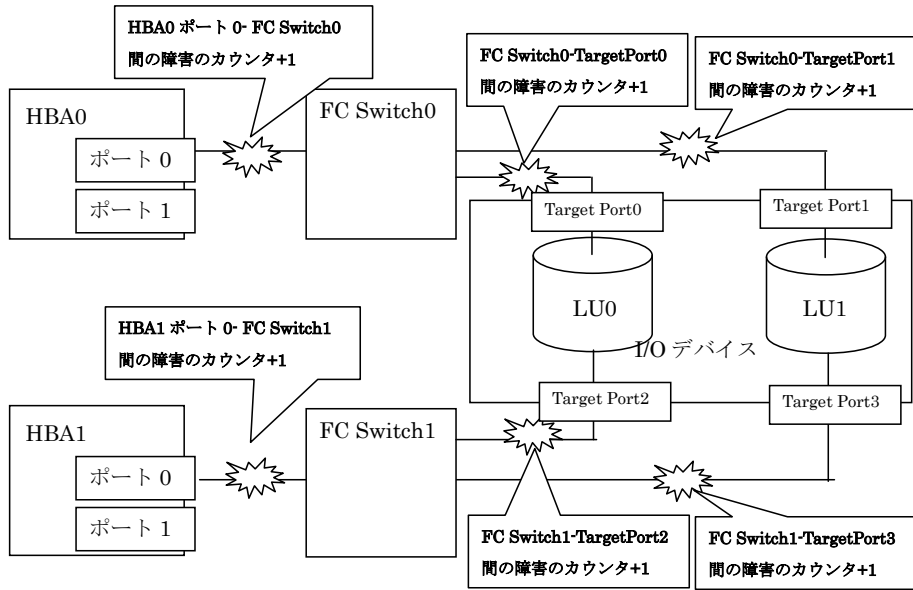 HBA0 ポート 0- FC Switch0
間の障害のカウンタ+1
FC Switch0-TargetPort0
間の障害のカウンタ+1
FC Switch0-TargetPort1
間の障害のカウンタ+1
HBA0
ポート 0
ポート 1
FC Switch0
Target Port0
Target Port1
LU0
LU1
I/O デバイス
HBA1 ポート 0- FC Switch1
間の障害のカウンタ+1
Target Port2
Target Port3
HBA1
ポート 0
ポート 1
FC Switch1
FC Switch1-TargetPort2
間の障害のカウンタ+1
FC Switch1-TargetPort3
間の障害のカウンタ+1